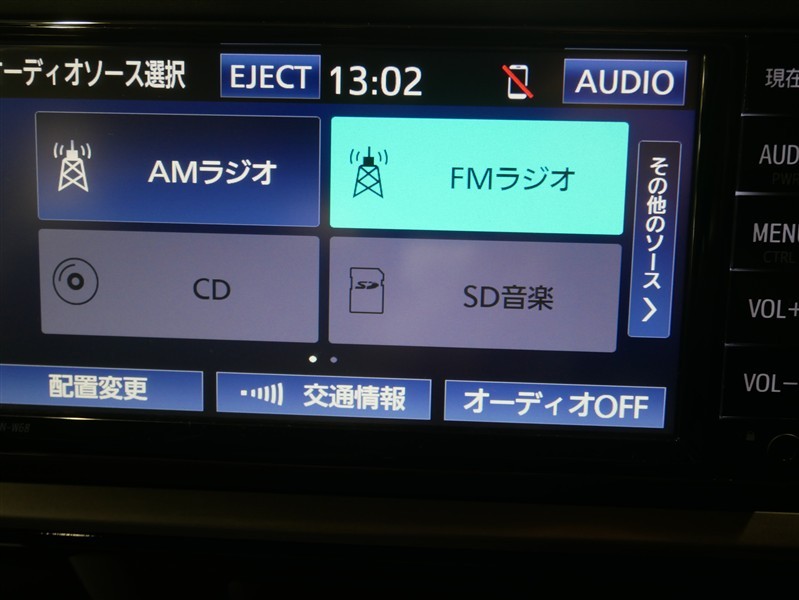 ーディオソース選択 EJECT 13:02 AUDIO
現在
AMラジオ FMラジオ
その他のソース
AUD
PWR
MENU
CTRL
CD SD音楽
VOL+
配置変更 交通情報 オーディオOFF
VOL-
W68